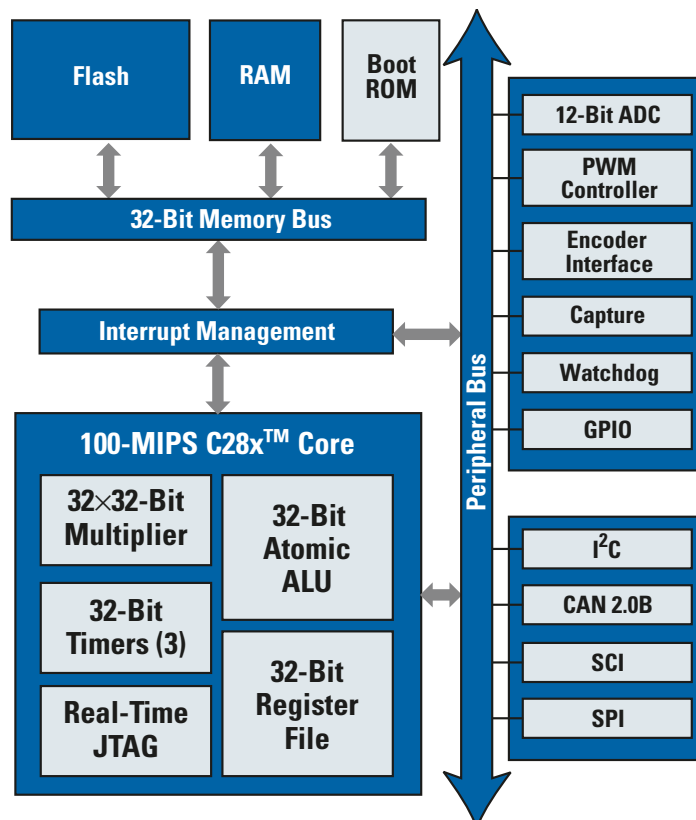 Flash
RAM
Boot
ROM
32-Bit Memory Bus
Interrupt Management
100-MIPS C28x™ Core
32×32-Bit
Multiplier
32-Bit
Timers (3)
Real-Time
JTAG
32-Bit
Atomic
ALU
32-Bit
Register
File
Peripheral Bus
12-Bit ADC
PWM
Controller
Encoder
Interface
Capture
Watchdog
GPIO
I²C
CAN 2.0B
SCI
SPI